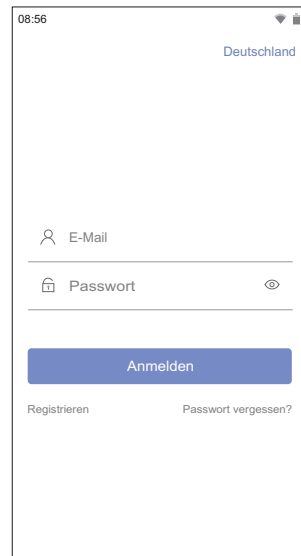 08:56
Deutschland
E-Mail
Passwort
Anmelden
Registrieren Passwort vergessen?